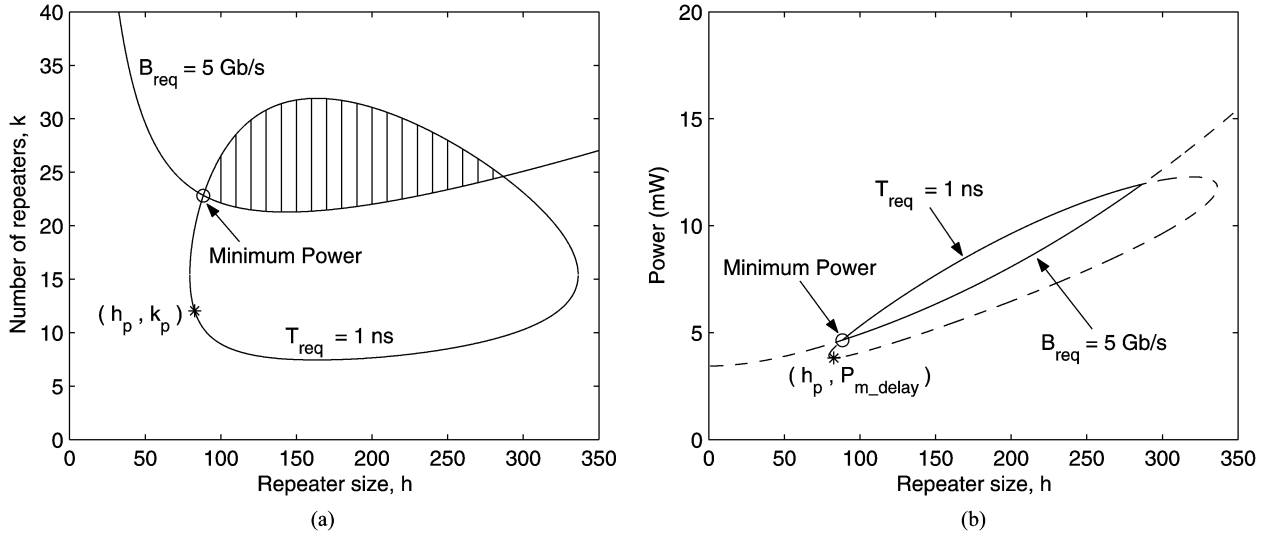 40
35
30
25
20
15
10
5
0
Number of repeaters, k
B_req = 5 Gb/s
Minimum Power
( h_p , k_p )
T_req = 1 ns
0 50 100 150 200 250 300 350
Repeater size, h
(a)
20
15
10
5
0
Power (mW)
T_req = 1 ns
Minimum Power
B_req = 5 Gb/s
( h_p , P_m_delay )
0 50 100 150 200 250 300 350
Repeater size, h
(b)